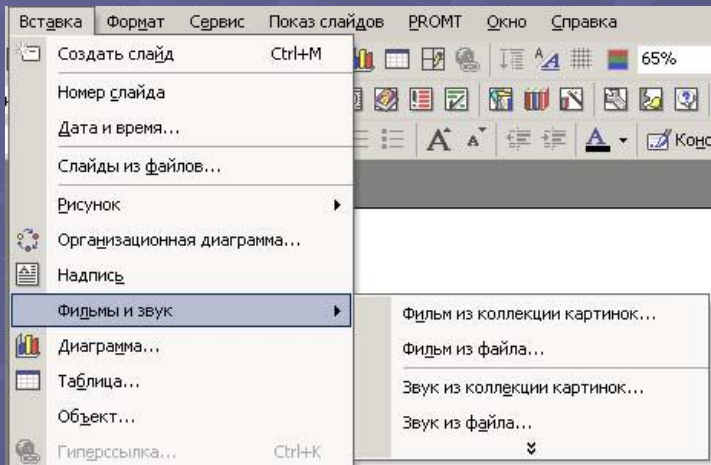 Вставка Формат Сервис Показ слайдов PROMT Окно Справка
Создать слайд Ctrl+M
65%
Номер слайда
Дата и время...
Слайды из файлов...
Рисунок
Организационная диаграмма...
Надпись
Фильмы и звук
Диаграмма...
Таблица...
Объект...
Гиперссылка... Ctrl+K
Фильм из коллекции картинок...
Фильм из файла...
Звук из коллекции картинок...
Звук из файла...